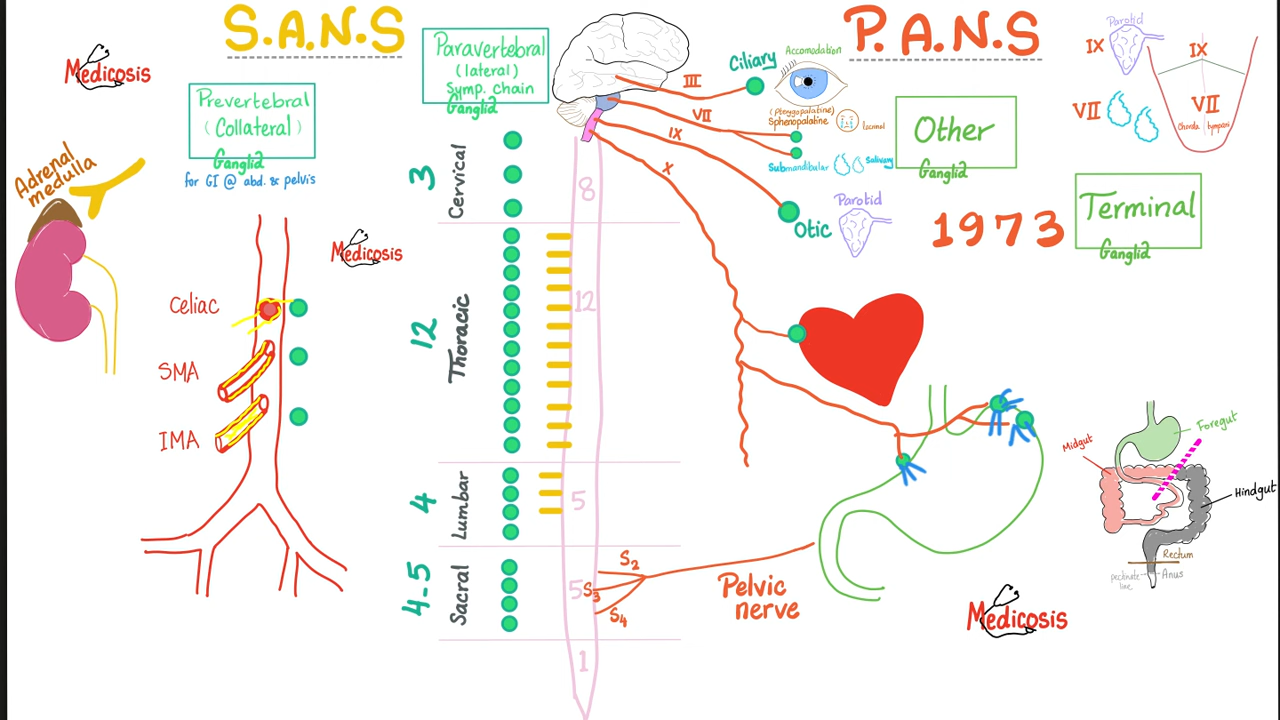 S.A.N.S
P.A.N.S
Medicosis
Prevertebral
(Collateral)
Ganglia
for GI @ abd. & pelvis
Paravertebral
(lateral)
Symp. chain
Ganglia
Adrenal
medulla
Medicosis
Celiac
SMA
IMA
3
Cervical
12
Thoracic
4
Lumbar
4-5
Sacral
8
12
5
5
1
III
VII
IX
X
Ciliary
Accomodation
(Pterygopalatine)
Sphenopalatine
lacrimal
Submandibular
Salivary
Otic
Parotid
Other
Ganglia
1973
Terminal
Ganglia
Parotid
IX
VII
IX
VII
Chorda tympani
S2
S3
S4
Pelvic
nerve
Foregut
Midgut
Hindgut
Rectum
pectinate
line
Anus
Medicosis